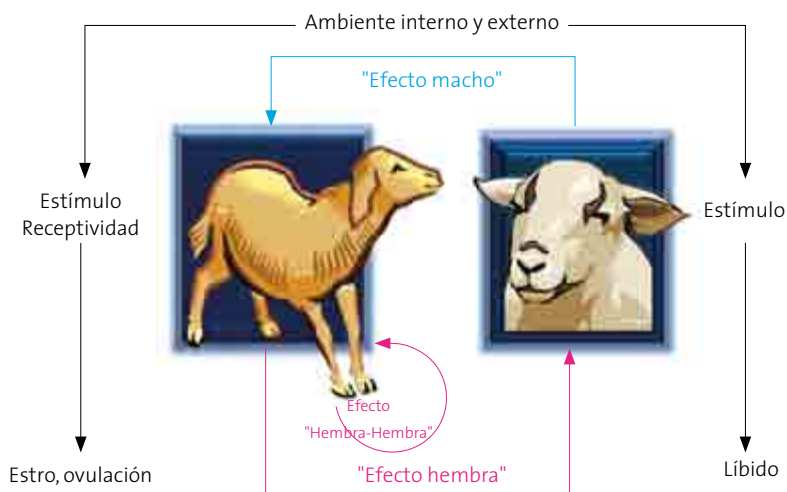 Ambiente interno y externo
"Efecto macho"
Estímulo
Receptividad
Estímulo
Efecto
"Hembra-Hembra"
Estro, ovulación
"Efecto hembra"
Líbido